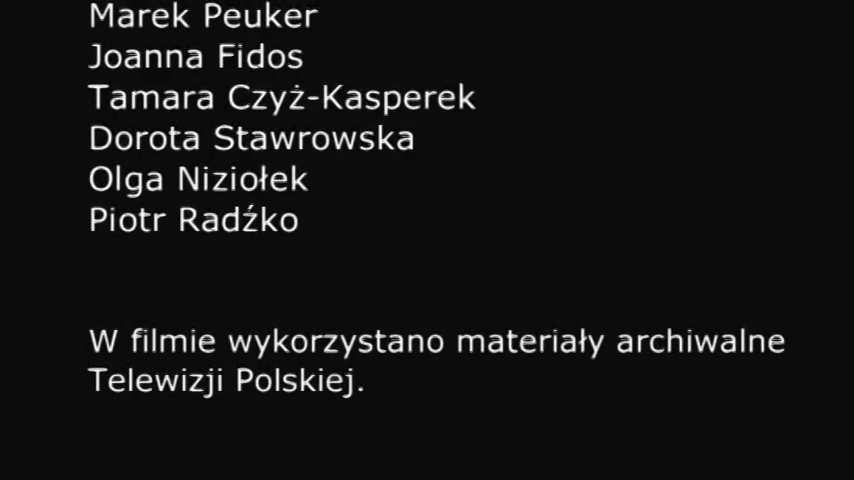 Marek Peuker
Joanna Fidos
Tamara Czyż-Kasperek
Dorota Stawrowska
Olga Niziołek
Piotr Radźko
W filmie wykorzystano materiały archiwalne
Telewizji Polskiej.